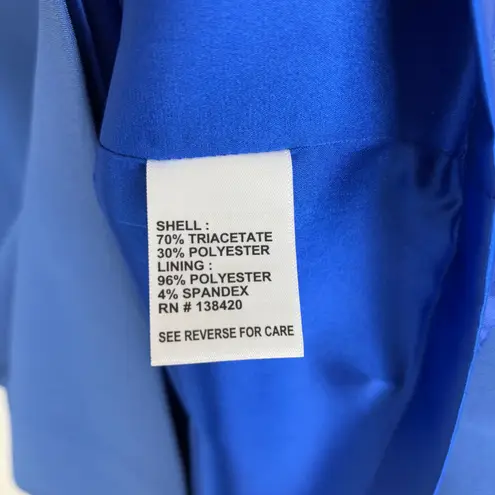 SHELL :
70% TRIACETATE
30% POLYESTER
LINING :
96% POLYESTER
4% SPANDEX
RN # 138420
SEE REVERSE FOR CARE